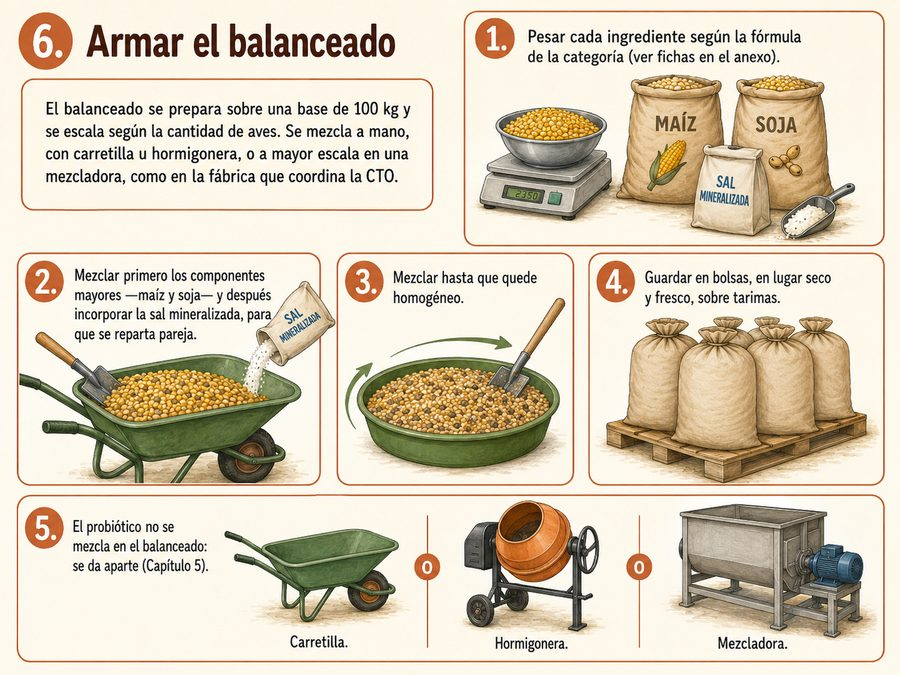 6. Armar el balanceado
El balanceado se prepara sobre una base de 100 kg y
se escala según la cantidad de aves. Se mezcla a mano,
con carretilla u hormigonera, o a mayor escala en una
mezcladora, como en la fábrica que coordina la CTO.
1. Pesar cada ingrediente según la fórmula
de la categoría (ver fichas en el anexo).
MAÍZ
SOJA
SAL
MINERALIZADA
2350
2. Mezclar primero los componentes
mayores —maíz y soja— y después
incorporar la sal mineralizada, para
que se reparta pareja.
SAL
MINERALIZADA
3. Mezclar hasta que quede
homogéneo.
4. Guardar en bolsas, en lugar seco
y fresco, sobre tarimas.
5. El probiótico no se
mezcla en el balanceado:
se da aparte (Capítulo 5).
Carretilla.
O
Hormigonera.
O
Mezcladora.